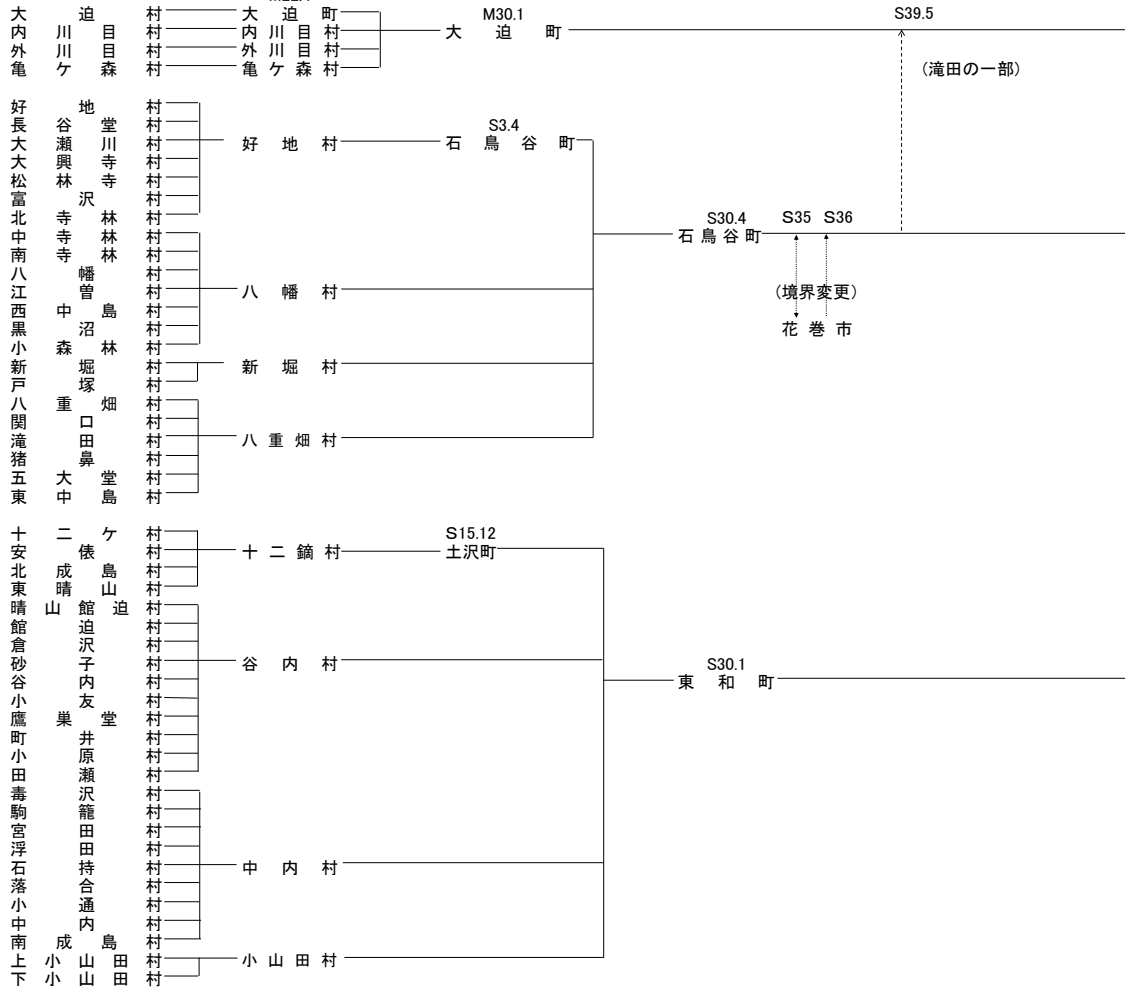 大迫村 大迫町 M30.1 S39.5
内川目村 内川目村 大迫町
外川目村 外川目村
亀ケ森村 亀ケ森村 (滝田の一部)
好地村
長谷堂村 S3.4
大瀬川村 好地村 石鳥谷町
大興寺村
松林寺村
富沢村
北寺林村 S30.4 S35 S36
中寺林村 石鳥谷町
南寺林村
八幡村
江曽村 八幡村 (境界変更)
西中島村
黒沼村 花巻市
小森林村
新堀村 新堀村
戸塚村
八重畑村
関口村
滝田村 八重畑村
猪鼻村
五大堂村
東中島村
十二ケ村 S15.12
安俵村 十二鏑村 土沢町
北成島村
東晴山村
晴山館迫村
館迫村
倉沢村
砂子村 谷内村 S30.1
谷内村 東和町
小友村
鷹巣堂村
町井村
小原村
田瀬村
毒沢村
駒籠村
宮田村
浮田村
石持村 中内村
落合村
小通村
中内村
南成島村
上小山田村 小山田村
下小山田村